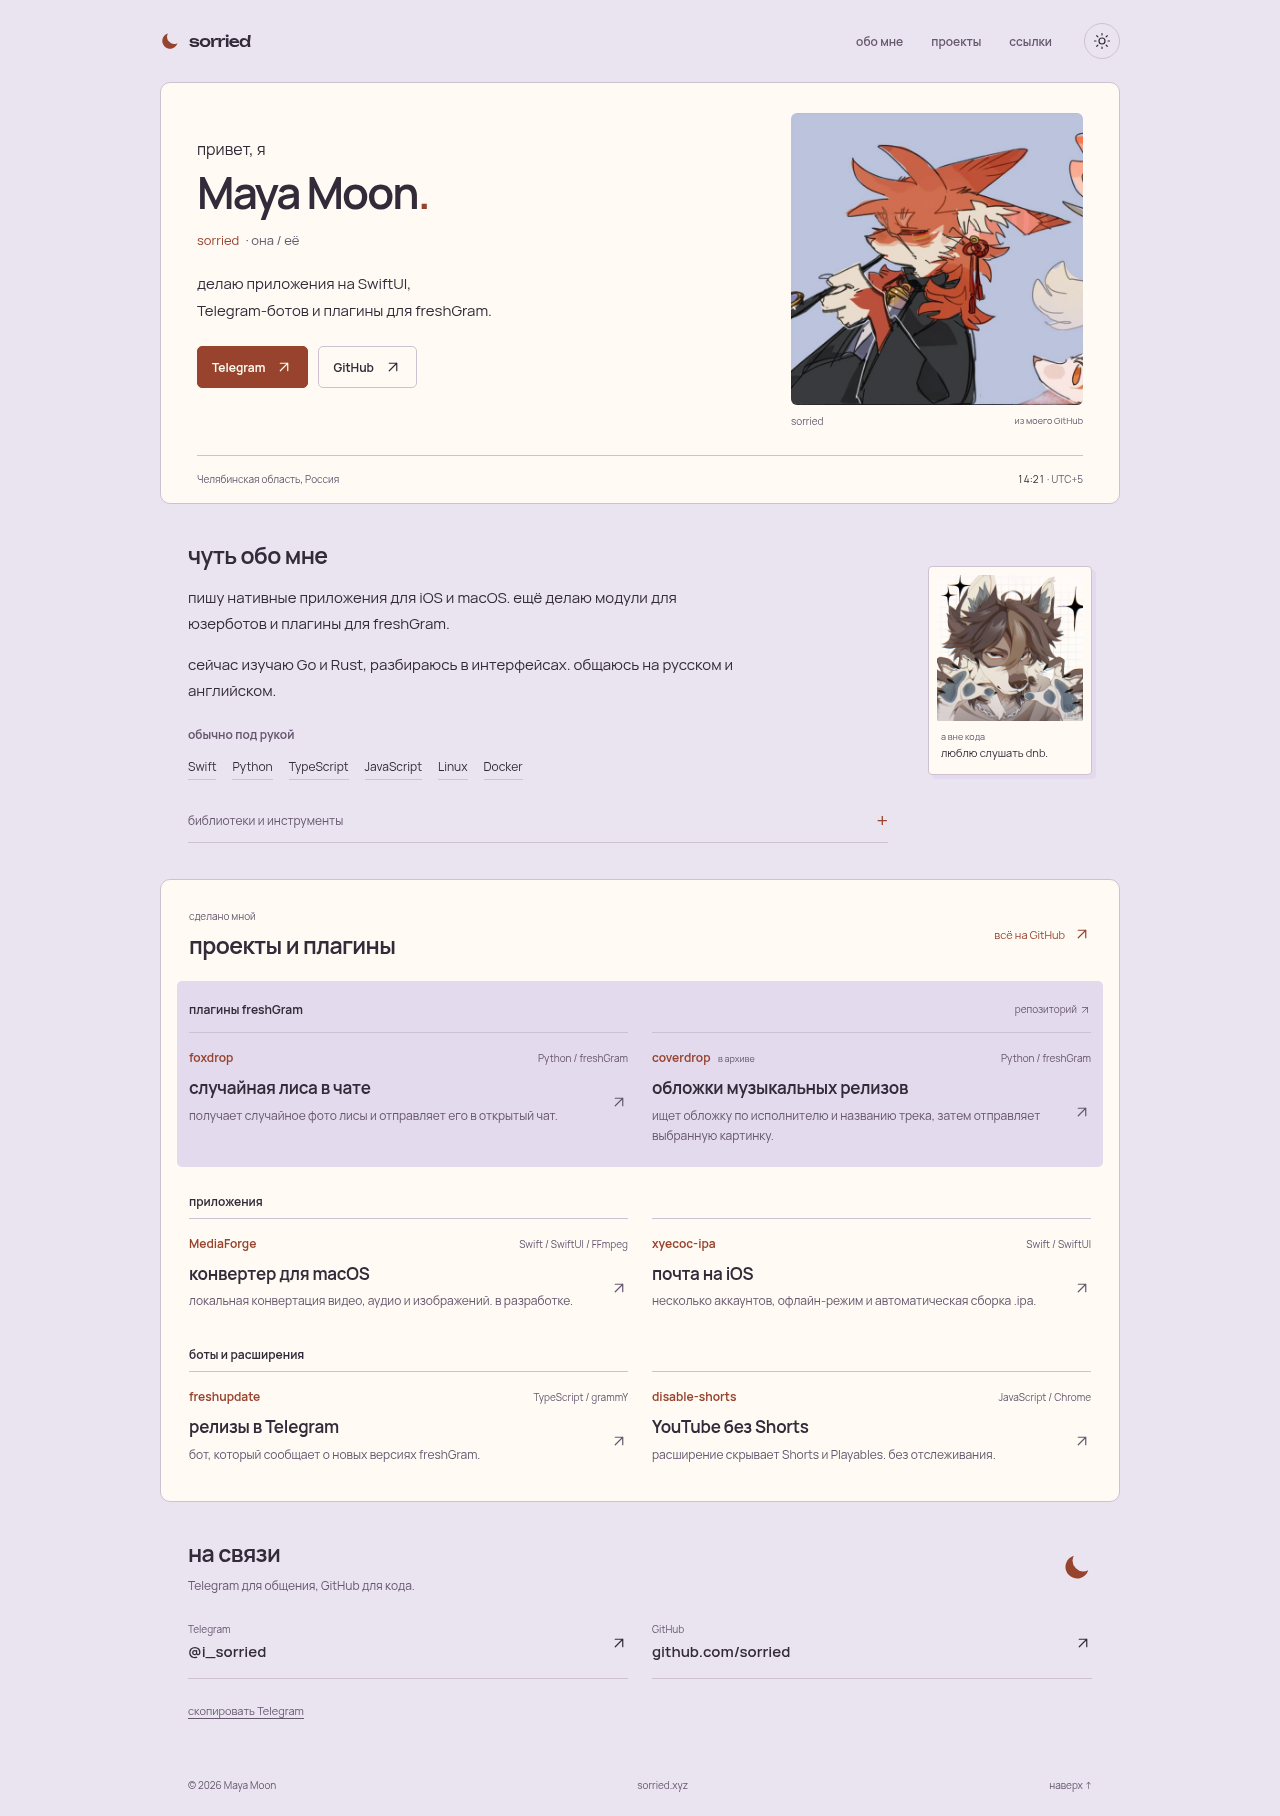 sorried
обо мне
проекты
ссылки
привет, я
Maya Moon.
sorried · она / её
делаю приложения на SwiftUI,
Telegram-ботов и плагины для freshGram.
Telegram
GitHub
sorried
из моего GitHub
Челябинская область, Россия
14:21 · UTC+5
чуть обо мне
пишу нативные приложения для iOS и macOS. ещё делаю модули для
юзерботов и плагины для freshGram.
сейчас изучаю Go и Rust, разбираюсь в интерфейсах. общаюсь на русском и
английском.
обычно под рукой
Swift Python TypeScript JavaScript Linux Docker
библиотеки и инструменты +
а вне кода
люблю слушать dnb.
сделано мной
проекты и плагины
всё на GitHub
плагины freshGram
репозиторий ↗
foxdrop
Python / freshGram
случайная лиса в чате
получает случайное фото лисы и отправляет его в открытый чат.
coverdrop в архиве
Python / freshGram
обложки музыкальных релизов
ищет обложку по исполнителю и названию трека, затем отправляет
выбранную картинку.
приложения
MediaForge
Swift / SwiftUI / FFmpeg
конвертер для macOS
локальная конвертация видео, аудио и изображений. в разработке.
xyecoc-ipa
Swift / SwiftUI
почта на iOS
несколько аккаунтов, офлайн-режим и автоматическая сборка .ipa.
боты и расширения
freshupdate
TypeScript / grammY
релизы в Telegram
бот, который сообщает о новых версиях freshGram.
disable-shorts
JavaScript / Chrome
YouTube без Shorts
расширение скрывает Shorts и Playables. без отслеживания.
на связи
Telegram для общения, GitHub для кода.
Telegram
@i_sorried
GitHub
github.com/sorried
скопировать Telegram
© 2026 Maya Moon
sorried.xyz
наверх ↑